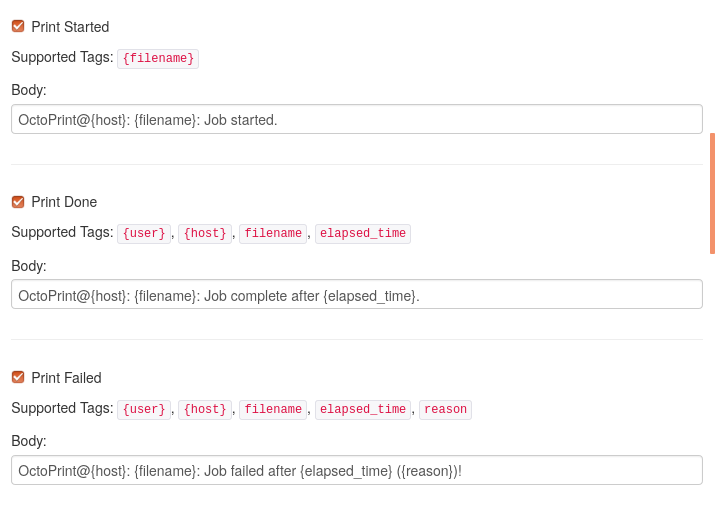 Print Started
Supported Tags: {filename}
Body:
OctoPrint@{host}: {filename}: Job started.
Print Done
Supported Tags: {user}, {host}, filename, elapsed_time
Body:
OctoPrint@{host}: {filename}: Job complete after {elapsed_time}.
Print Failed
Supported Tags: {user}, {host}, filename, elapsed_time, reason
Body:
OctoPrint@{host}: {filename}: Job failed after {elapsed_time} ({reason})!